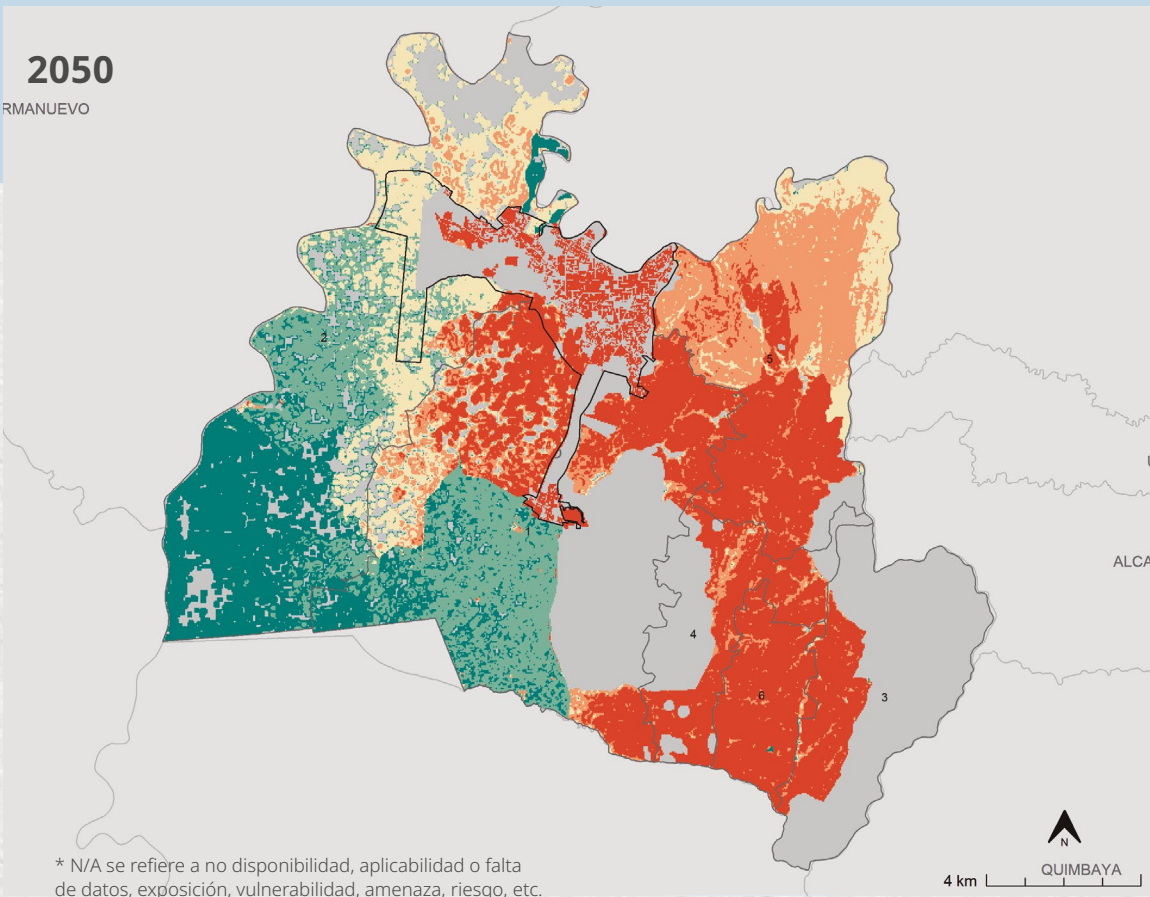 2050
RMANUEVO
2
5
1
ALCA
4
6
3
N
QUIMBAYA
4 km
* N/A se refiere a no disponibilidad, aplicabilidad o falta
de datos, exposición, vulnerabilidad, amenaza, riesgo, etc.